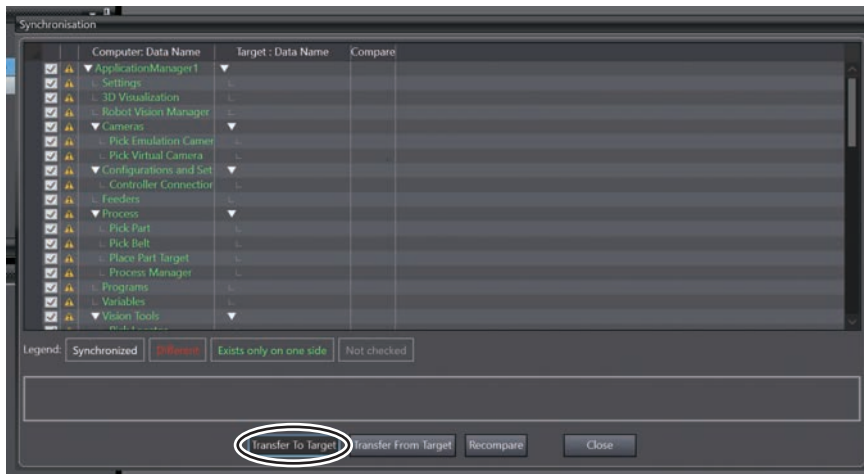 Synchronisation
Computer: Data Name Target : Data Name Compare
ApplicationManager1
Settings
3D Visualization
Robot Vision Manager
Cameras
Pick Emulation Camer
Pick Virtual Camera
Configurations and Set
Controller Connection
Feeders
Process
Pick Part
Pick Belt
Place Part Target
Process Manager
Programs
Variables
Vision Tools
Legend: Synchronized Different Exists only on one side Not checked
Transfer To Target Transfer From Target Recompare Close